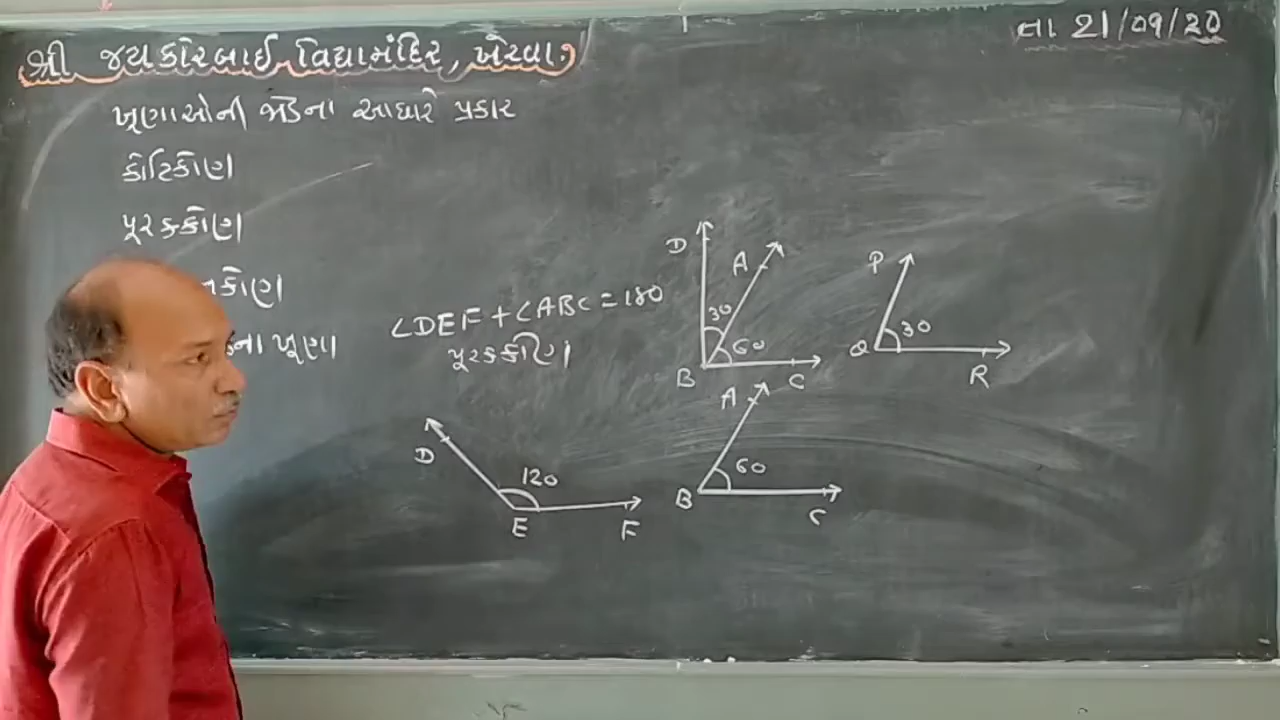 શ્રી જયકોરબાઈ વિદ્યામંદિર, ખેરવા.
તા 21/09/20
ખૂણાઓની જોડના આધારે પ્રકાર
કોટિકોણ
પૂરકકોણ
કોણ
ના ખૂણા
∠DEF + ∠ABC = 180
પૂરકકોણ
D
A
30
60
B
C
P
30
Q
R
D
120
E
F
A
60
B
C